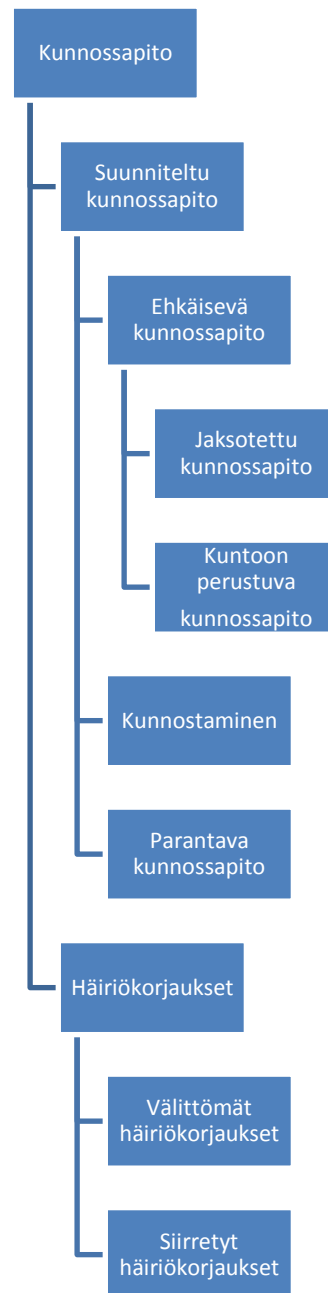 Kunnossapito
Suunniteltu
kunnossapito
Ehkäisevä
kunnossapito
Jaksotettu
kunnossapito
Kuntoon
perustuva
kunnossapito
Kunnostaminen
Parantava
kunnossapito
Häiriökorjaukset
Välittömät
häiriökorjaukset
Siirretyt
häiriökorjaukset